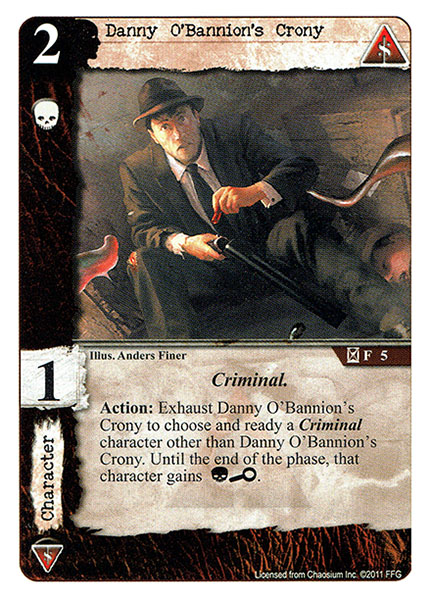 2
Danny O'Bannion's Crony
Illus. Anders Finer
F 5
1
Criminal.
Action: Exhaust Danny O'Bannion's
Crony to choose and ready a Criminal
character other than Danny O'Bannion's
Crony. Until the end of the phase, that
character gains .
Character
Licensed from Chaosium Inc. ©2011 FFG